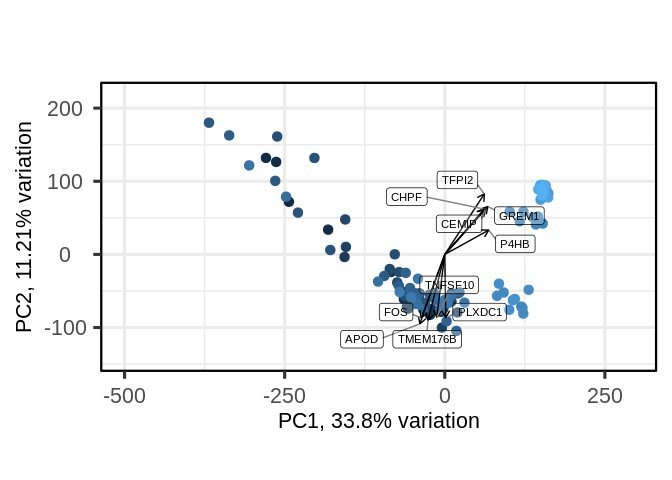 200
100
0
-100
PC2, 11.21% variation
TFPI2
CHPF
GREM1
CEMIP
P4HB
TNFSF10
FOS
PLXDC1
APOD
TMEM176B
-500
-250
0
250
PC1, 33.8% variation